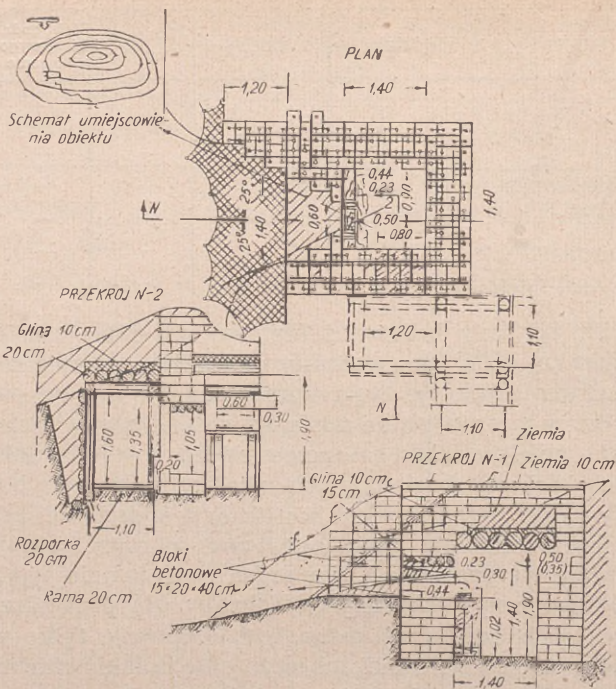 PLAN
1,20
1,40
Schemat umiejscowie-
nia obiektu
N
25°
25°
1,40
0,60
0,44
0,23
2
0,50
0,80
0,90
1,40
PRZEKRÓJ N-2
Glina 10cm
20cm
1,60
1,35
0,20
1,05
0,60
0,30
1,90
1,10
Rozpórka
20cm
Rama 20cm
1,20
1,10
N
1,10
Ziemia
PRZEKRÓJ N-1
Ziemia 10cm
Glina 10cm
15cm
Bloki
betonowe
15×20×40cm
0,23
0,30
0,44
0,50
(0,35)
1,02
1,40
1,90
1,40